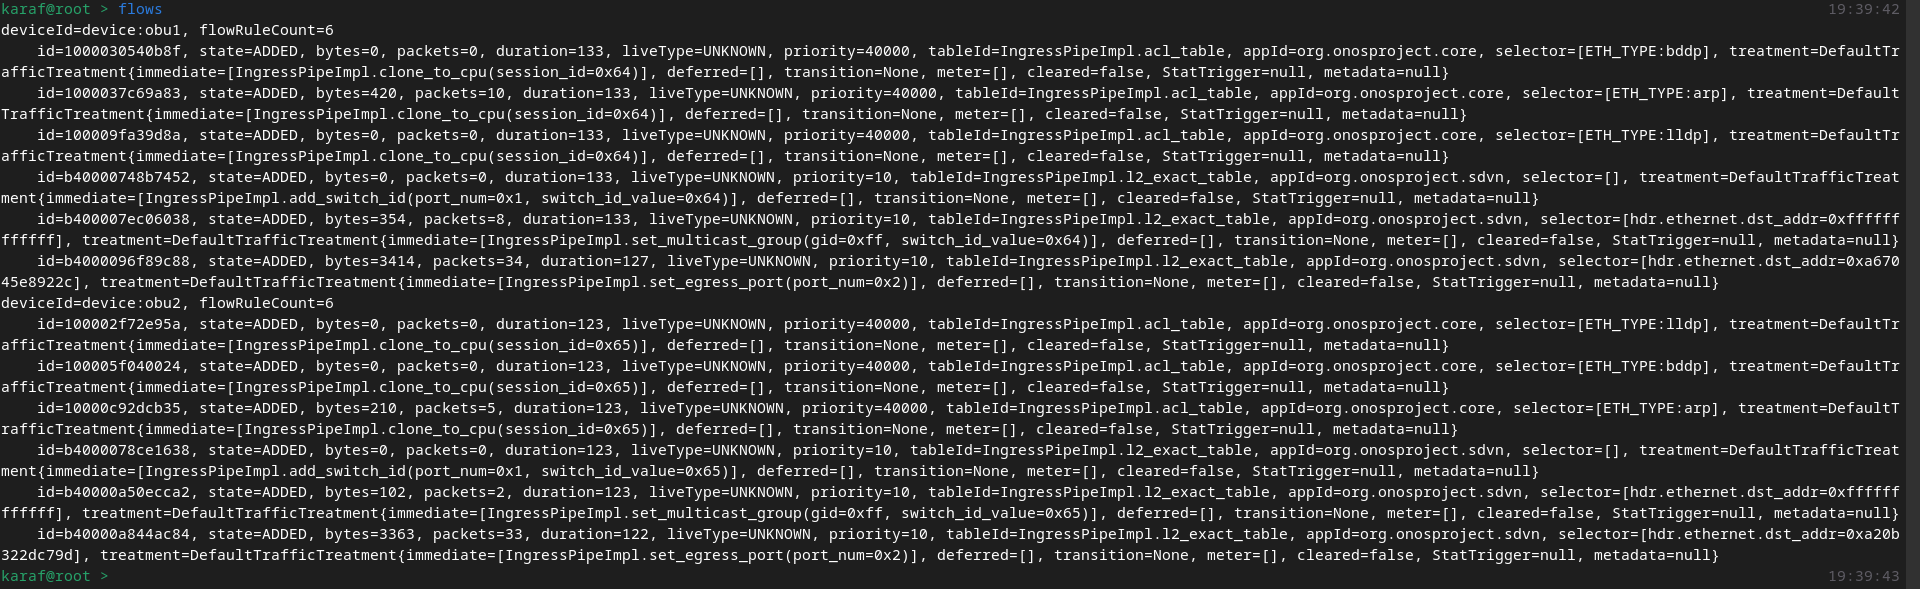 karaf@root > flows 19:39:42
deviceId=device:obu1, flowRuleCount=6
    id=1000030540b8f, state=ADDED, bytes=0, packets=0, duration=133, liveType=UNKNOWN, priority=40000, tableId=IngressPipeImpl.acl_table, appId=org.onosproject.core, selector=[ETH_TYPE:bddp], treatment=DefaultTr
afficTreatment{immediate=[IngressPipeImpl.clone_to_cpu(session_id=0x64)], deferred=[], transition=None, meter=[], cleared=false, StatTrigger=null, metadata=null}
    id=1000037c69a83, state=ADDED, bytes=420, packets=10, duration=133, liveType=UNKNOWN, priority=40000, tableId=IngressPipeImpl.acl_table, appId=org.onosproject.core, selector=[ETH_TYPE:arp], treatment=Default
TrafficTreatment{immediate=[IngressPipeImpl.clone_to_cpu(session_id=0x64)], deferred=[], transition=None, meter=[], cleared=false, StatTrigger=null, metadata=null}
    id=100009fa39d8a, state=ADDED, bytes=0, packets=0, duration=133, liveType=UNKNOWN, priority=40000, tableId=IngressPipeImpl.acl_table, appId=org.onosproject.core, selector=[ETH_TYPE:lldp], treatment=DefaultTr
afficTreatment{immediate=[IngressPipeImpl.clone_to_cpu(session_id=0x64)], deferred=[], transition=None, meter=[], cleared=false, StatTrigger=null, metadata=null}
    id=b40000748b7452, state=ADDED, bytes=0, packets=0, duration=133, liveType=UNKNOWN, priority=10, tableId=IngressPipeImpl.l2_exact_table, appId=org.onosproject.sdvn, selector=[], treatment=DefaultTrafficTreat
ment{immediate=[IngressPipeImpl.add_switch_id(port_num=0x1, switch_id_value=0x64)], deferred=[], transition=None, meter=[], cleared=false, StatTrigger=null, metadata=null}
    id=b400007ec06038, state=ADDED, bytes=354, packets=8, duration=133, liveType=UNKNOWN, priority=10, tableId=IngressPipeImpl.l2_exact_table, appId=org.onosproject.sdvn, selector=[hdr.ethernet.dst_addr=0xffffff
ffffff], treatment=DefaultTrafficTreatment{immediate=[IngressPipeImpl.set_multicast_group(gid=0xff, switch_id_value=0x64)], deferred=[], transition=None, meter=[], cleared=false, StatTrigger=null, metadata=null}
    id=b4000096f89c88, state=ADDED, bytes=3414, packets=34, duration=127, liveType=UNKNOWN, priority=10, tableId=IngressPipeImpl.l2_exact_table, appId=org.onosproject.sdvn, selector=[hdr.ethernet.dst_addr=0xa670
45e8922c], treatment=DefaultTrafficTreatment{immediate=[IngressPipeImpl.set_egress_port(port_num=0x2)], deferred=[], transition=None, meter=[], cleared=false, StatTrigger=null, metadata=null}
deviceId=device:obu2, flowRuleCount=6
    id=100002f72e95a, state=ADDED, bytes=0, packets=0, duration=123, liveType=UNKNOWN, priority=40000, tableId=IngressPipeImpl.acl_table, appId=org.onosproject.core, selector=[ETH_TYPE:lldp], treatment=DefaultTr
afficTreatment{immediate=[IngressPipeImpl.clone_to_cpu(session_id=0x65)], deferred=[], transition=None, meter=[], cleared=false, StatTrigger=null, metadata=null}
    id=100005f040024, state=ADDED, bytes=0, packets=0, duration=123, liveType=UNKNOWN, priority=40000, tableId=IngressPipeImpl.acl_table, appId=org.onosproject.core, selector=[ETH_TYPE:bddp], treatment=DefaultTr
afficTreatment{immediate=[IngressPipeImpl.clone_to_cpu(session_id=0x65)], deferred=[], transition=None, meter=[], cleared=false, StatTrigger=null, metadata=null}
    id=10000c92dcb35, state=ADDED, bytes=210, packets=5, duration=123, liveType=UNKNOWN, priority=40000, tableId=IngressPipeImpl.acl_table, appId=org.onosproject.core, selector=[ETH_TYPE:arp], treatment=DefaultT
rafficTreatment{immediate=[IngressPipeImpl.clone_to_cpu(session_id=0x65)], deferred=[], transition=None, meter=[], cleared=false, StatTrigger=null, metadata=null}
    id=b4000078ce1638, state=ADDED, bytes=0, packets=0, duration=123, liveType=UNKNOWN, priority=10, tableId=IngressPipeImpl.l2_exact_table, appId=org.onosproject.sdvn, selector=[], treatment=DefaultTrafficTreat
ment{immediate=[IngressPipeImpl.add_switch_id(port_num=0x1, switch_id_value=0x65)], deferred=[], transition=None, meter=[], cleared=false, StatTrigger=null, metadata=null}
    id=b40000a50ecca2, state=ADDED, bytes=102, packets=2, duration=123, liveType=UNKNOWN, priority=10, tableId=IngressPipeImpl.l2_exact_table, appId=org.onosproject.sdvn, selector=[hdr.ethernet.dst_addr=0xffffff
ffffff], treatment=DefaultTrafficTreatment{immediate=[IngressPipeImpl.set_multicast_group(gid=0xff, switch_id_value=0x65)], deferred=[], transition=None, meter=[], cleared=false, StatTrigger=null, metadata=null}
    id=b40000a844ac84, state=ADDED, bytes=3363, packets=33, duration=122, liveType=UNKNOWN, priority=10, tableId=IngressPipeImpl.l2_exact_table, appId=org.onosproject.sdvn, selector=[hdr.ethernet.dst_addr=0xa20b
322dc79d], treatment=DefaultTrafficTreatment{immediate=[IngressPipeImpl.set_egress_port(port_num=0x2)], deferred=[], transition=None, meter=[], cleared=false, StatTrigger=null, metadata=null}
karaf@root > 19:39:43